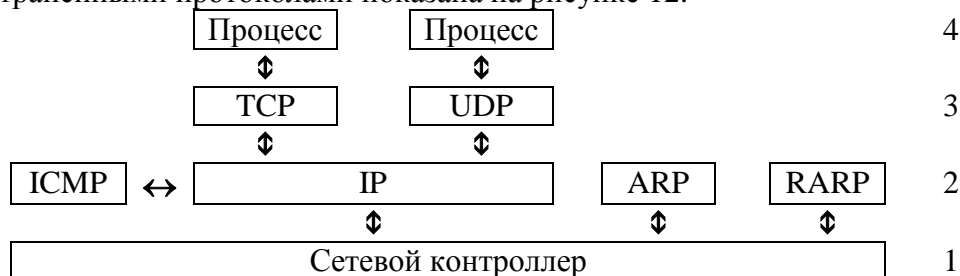 протоколами показана на рисунке 12.
Процесс Процесс 4
TCP UDP 3
ICMP ↔ IP ARP RARP 2
Сетевой контроллер 1